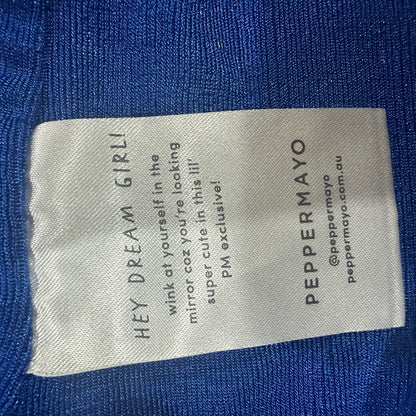 HEY DREAM GIRL!
wink at yourself in the
mirror coz you're looking
super cute in this lil'
PM exclusive!
PEPPERMAYO
@peppermayo
peppermayo.com.au